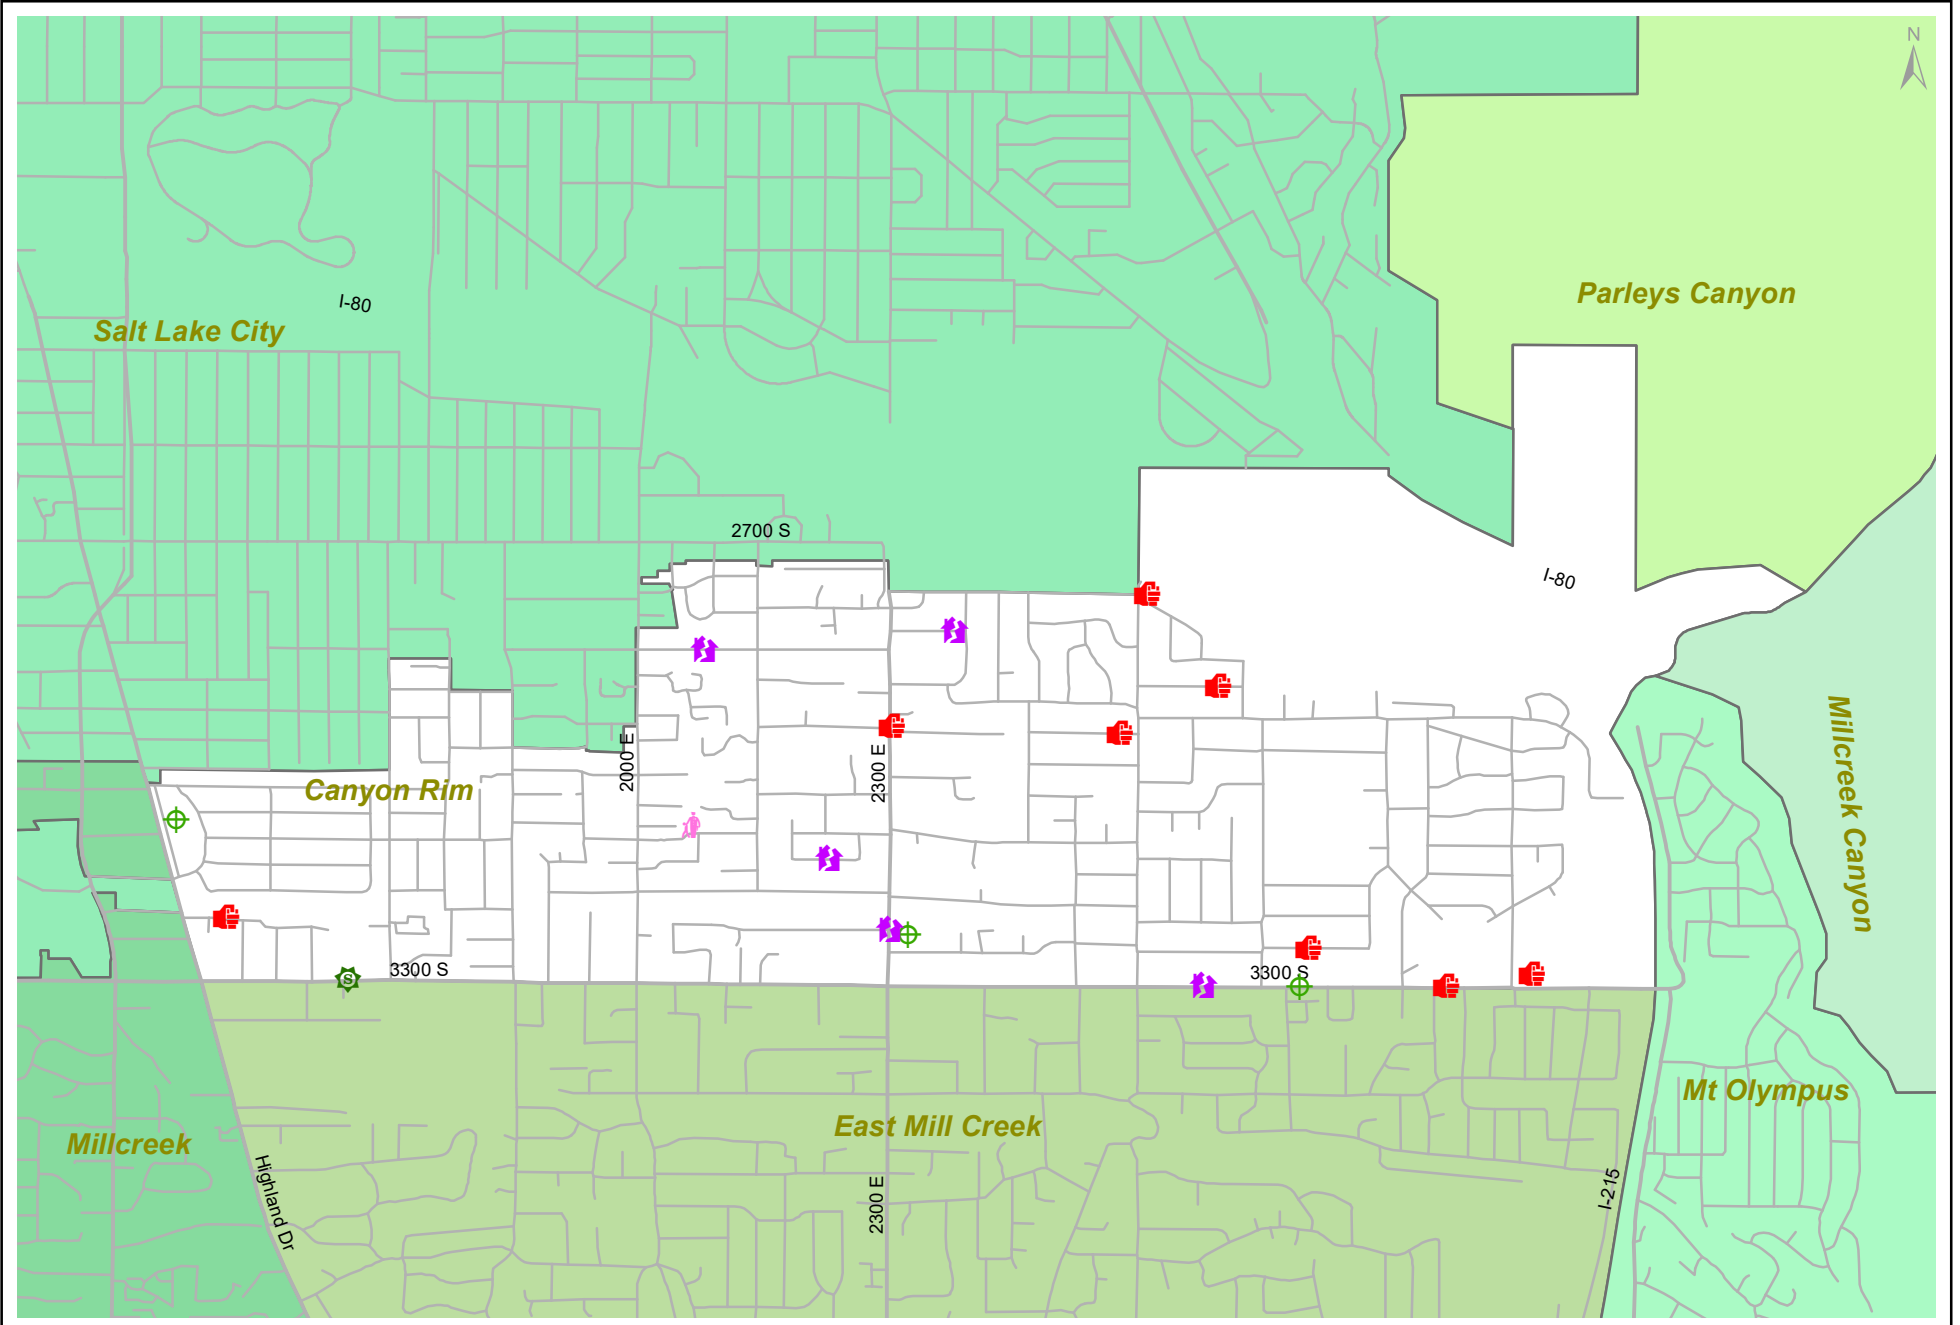 N
Parleys Canyon
I-80
Salt Lake City
2700 S
I-80
Millcreek Canyon
2000 E
2300 E
Canyon Rim
3300 S
3300 S
S
Mt Olympus
East Mill Creek
Millcreek
Highland Dr
2300 E
I-215